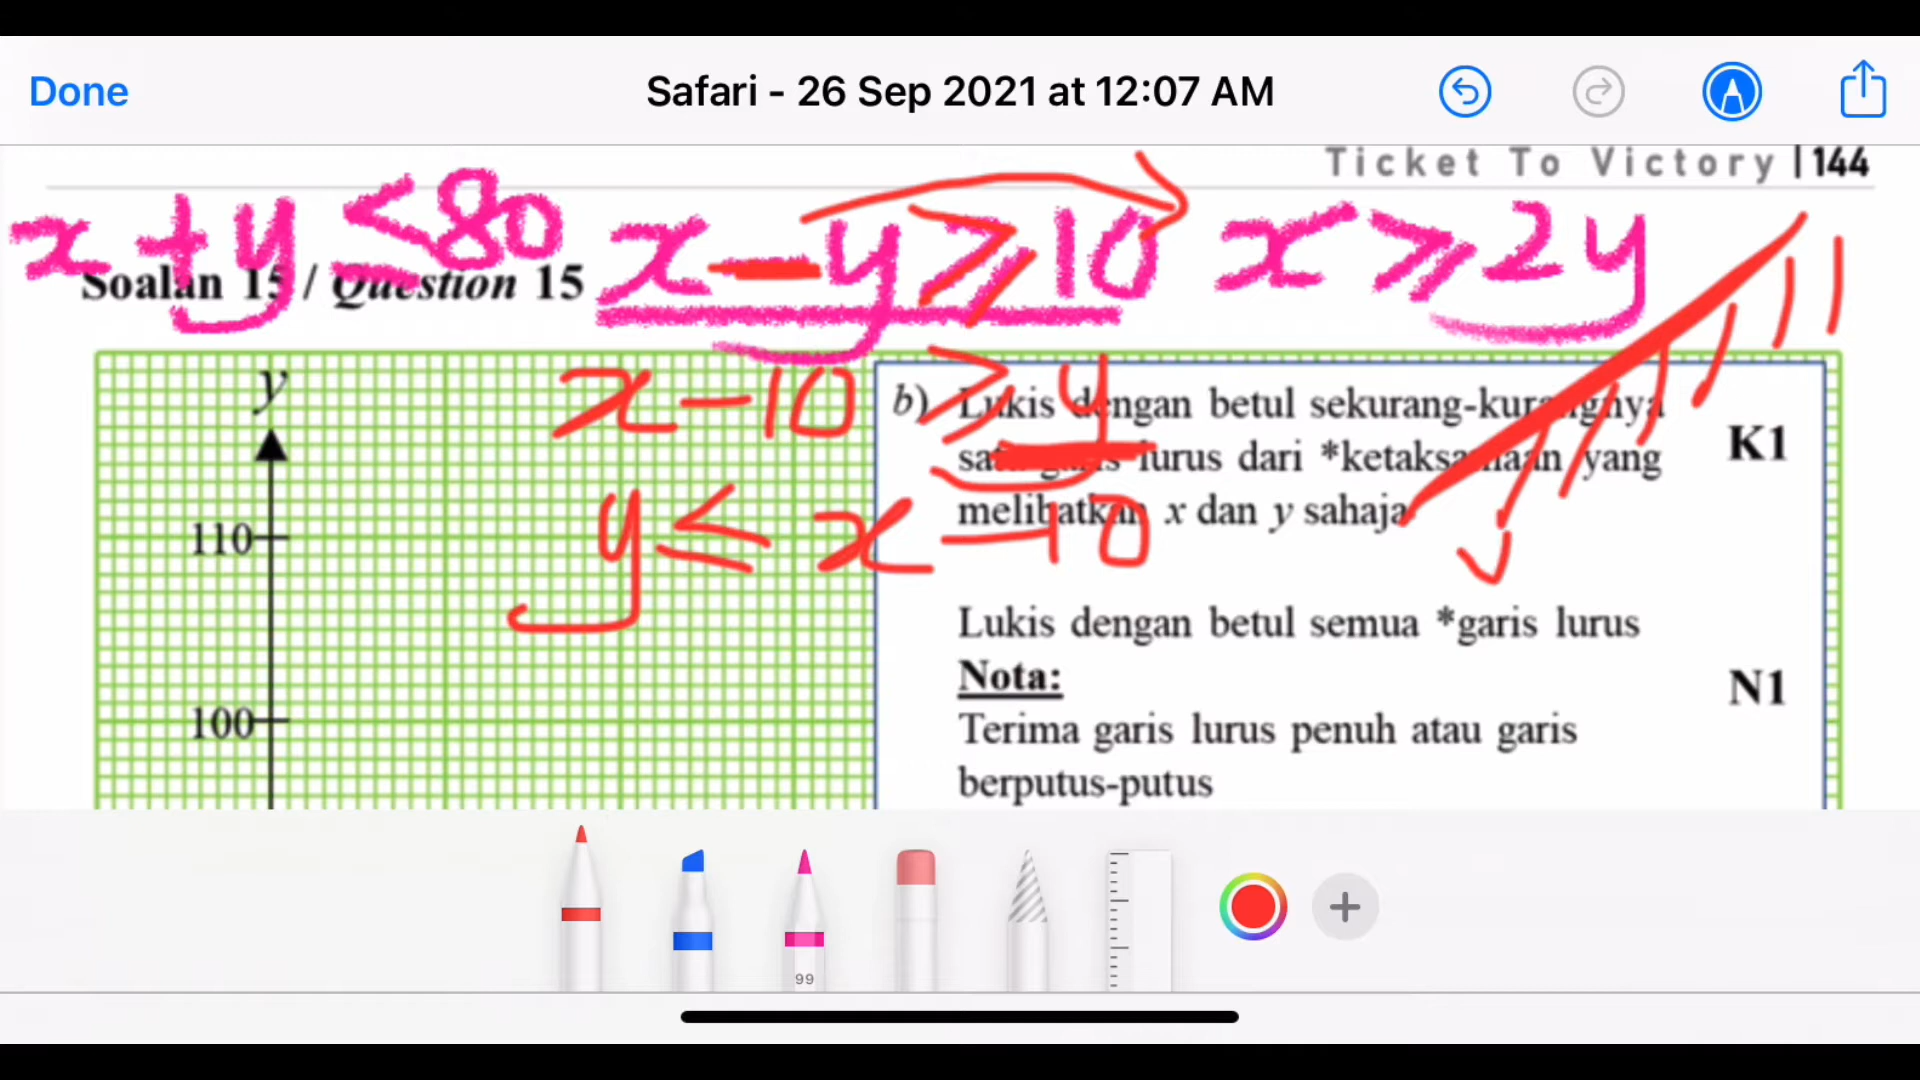 Done
Safari - 26 Sep 2021 at 12:07 AM
Ticket To Victory | 144
x + y ≤ 80 x - y ≥ 10 x ≥ 2y
Soalan 15 / Question 15
y
x - 10 ≥ y
y ≤ x - 10
110
100
b) Lukis dengan betul sekurang-kurangnya
satu garis lurus dari *ketaksamaan yang
melibatkan x dan y sahaja
K1
Lukis dengan betul semua *garis lurus
Nota:
N1
Terima garis lurus penuh atau garis
berputus-putus
99